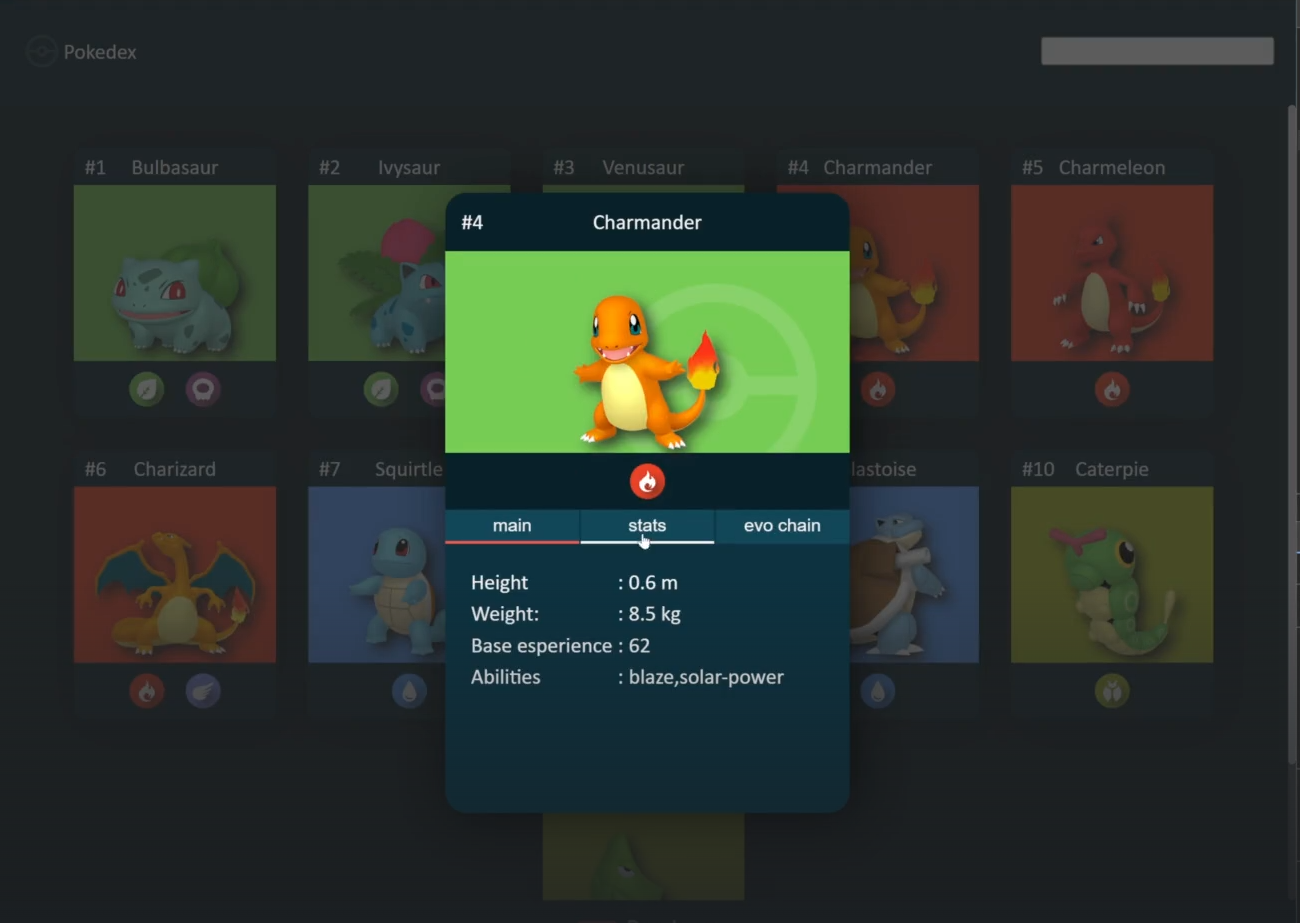 Pokedex
#1 Bulbasaur
#2 Ivysaur
#3 Venusaur
#4 Charmander
#5 Charmeleon
#4 Charmander
#6 Charizard
#7 Squirtle
lastoise
#10 Caterpie
main stats evo chain
Height : 0.6 m
Weight: : 8.5 kg
Base esperience : 62
Abilities : blaze,solar-power